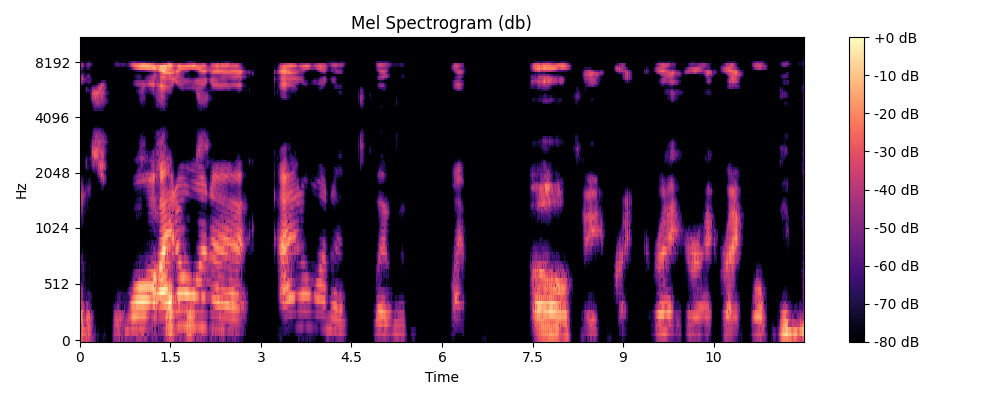 Mel Spectrogram (db)
Hz
8192
4096
2048
1024
512
0
0 1.5 3 4.5 6 7.5 9 10
Time
+0 dB
-10 dB
-20 dB
-30 dB
-40 dB
-50 dB
-60 dB
-70 dB
-80 dB